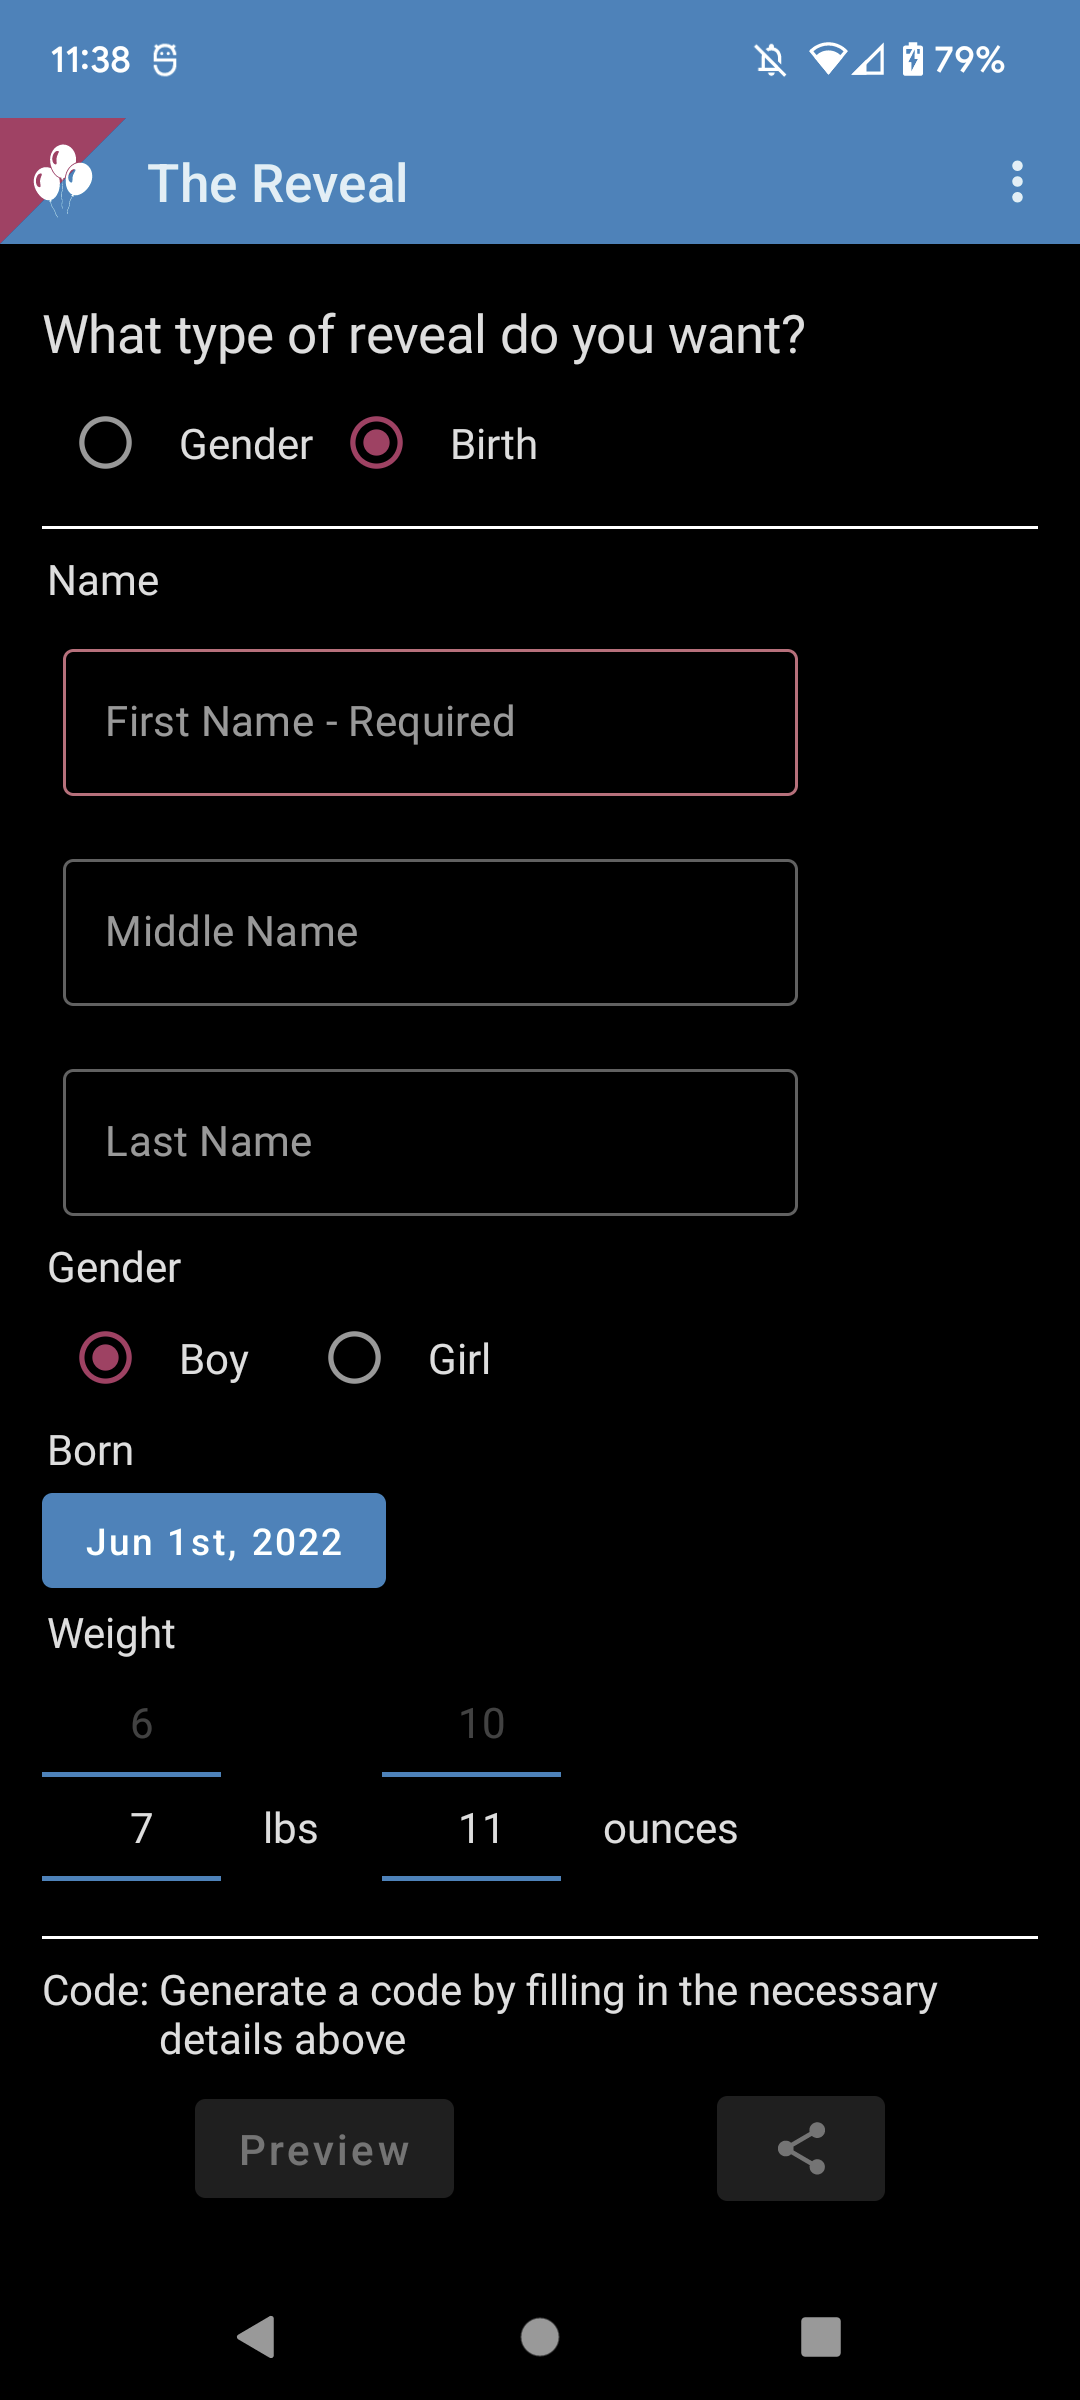 11:38
79%
The Reveal
What type of reveal do you want?
Gender Birth
Name
First Name - Required
Middle Name
Last Name
Gender
Boy Girl
Born
Jun 1st, 2022
Weight
6 10
7 lbs 11 ounces
Code: Generate a code by filling in the necessary
details above
Preview